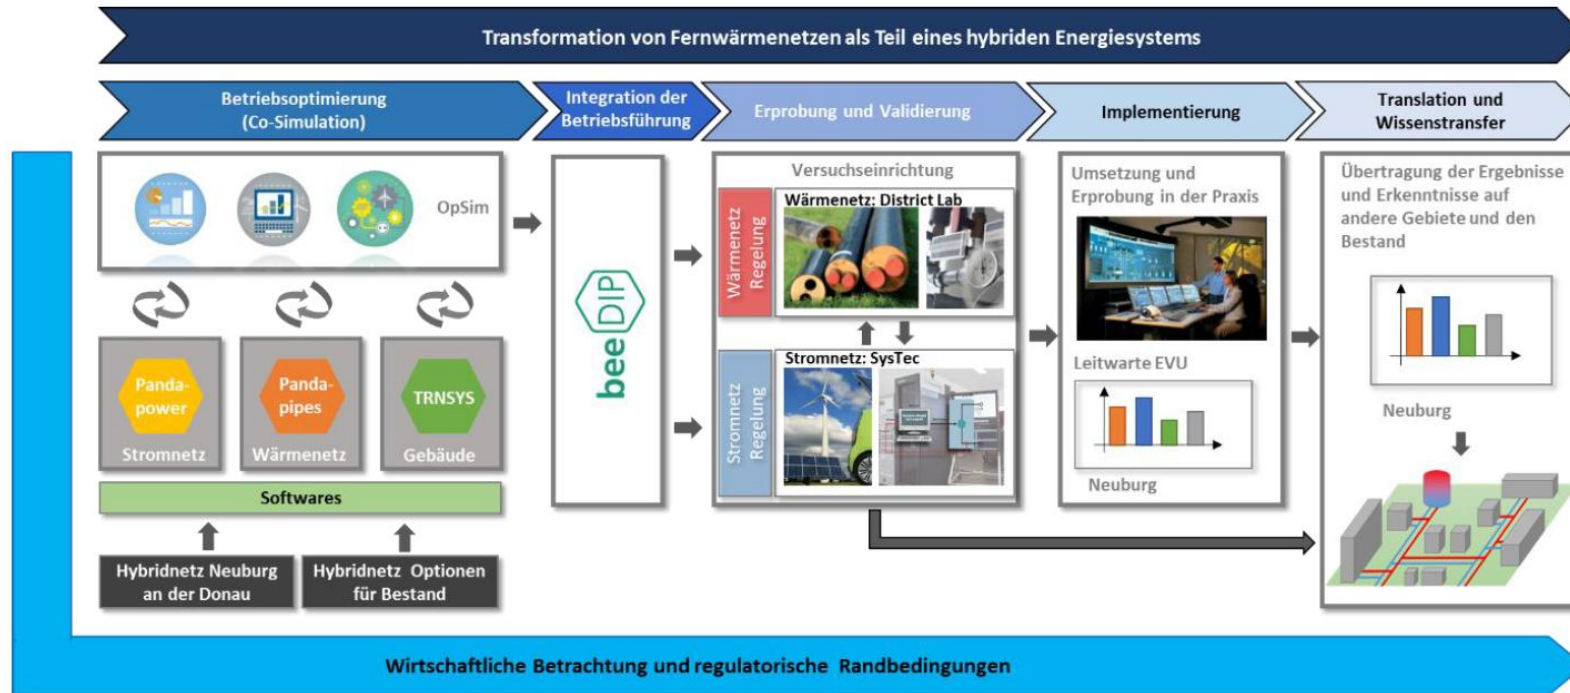 Transformation von Fernwärmenetzen als Teil eines hybriden Energiesystems
Betriebsoptimierung
(Co-Simulation)
Integration der
Betriebsführung
Erprobung und Validierung
Implementierung
Translation und
Wissenstransfer
OpSim
Panda-
power
Stromnetz
Panda-
pipes
Wärmenetz
TRNSYS
Gebäude
Softwares
Hybridnetz Neuburg
an der Donau
Hybridnetz Optionen
für Bestand
bee DIP
Versuchseinrichtung
Wärmenetz
Regelung
Wärmenetz: District Lab
Stromnetz
Regelung
Stromnetz: SysTec
Umsetzung und
Erprobung in der Praxis
Leitwarte EVU
Neuburg
Übertragung der Ergebnisse
und Erkenntnisse auf
andere Gebiete und den
Bestand
Neuburg
Wirtschaftliche Betrachtung und regulatorische Randbedingungen